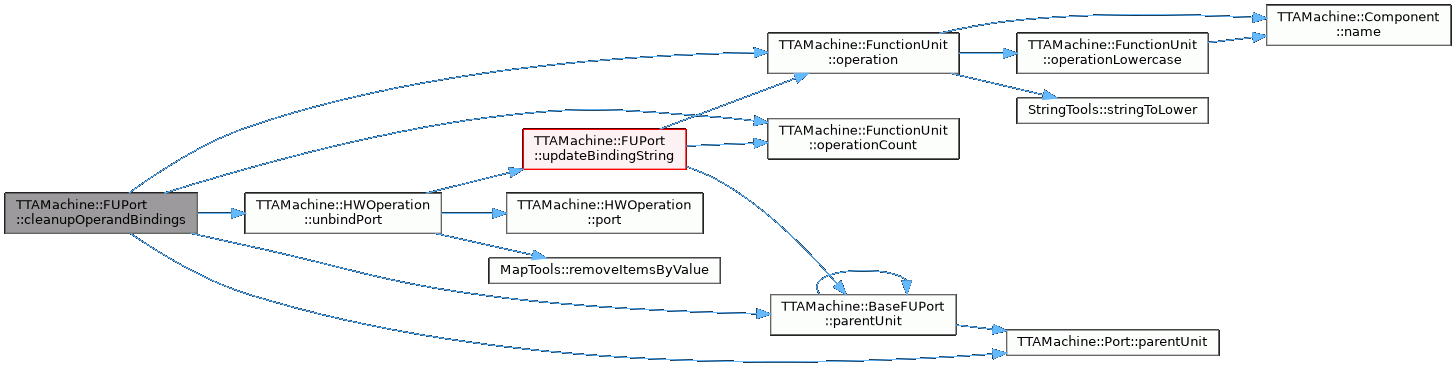 TTAMachine::FUPort
::cleanupOperandBindings
TTAMachine::HWOperation
::unbindPort
TTAMachine::FUPort
::updateBindingString
TTAMachine::HWOperation
::port
MapTools::removeItemsByValue
TTAMachine::FunctionUnit
::operation
TTAMachine::FunctionUnit
::operationCount
TTAMachine::BaseFUPort
::parentUnit
TTAMachine::FunctionUnit
::operationLowercase
StringTools::stringToLower
TTAMachine::Port::parentUnit
TTAMachine::Component
::name